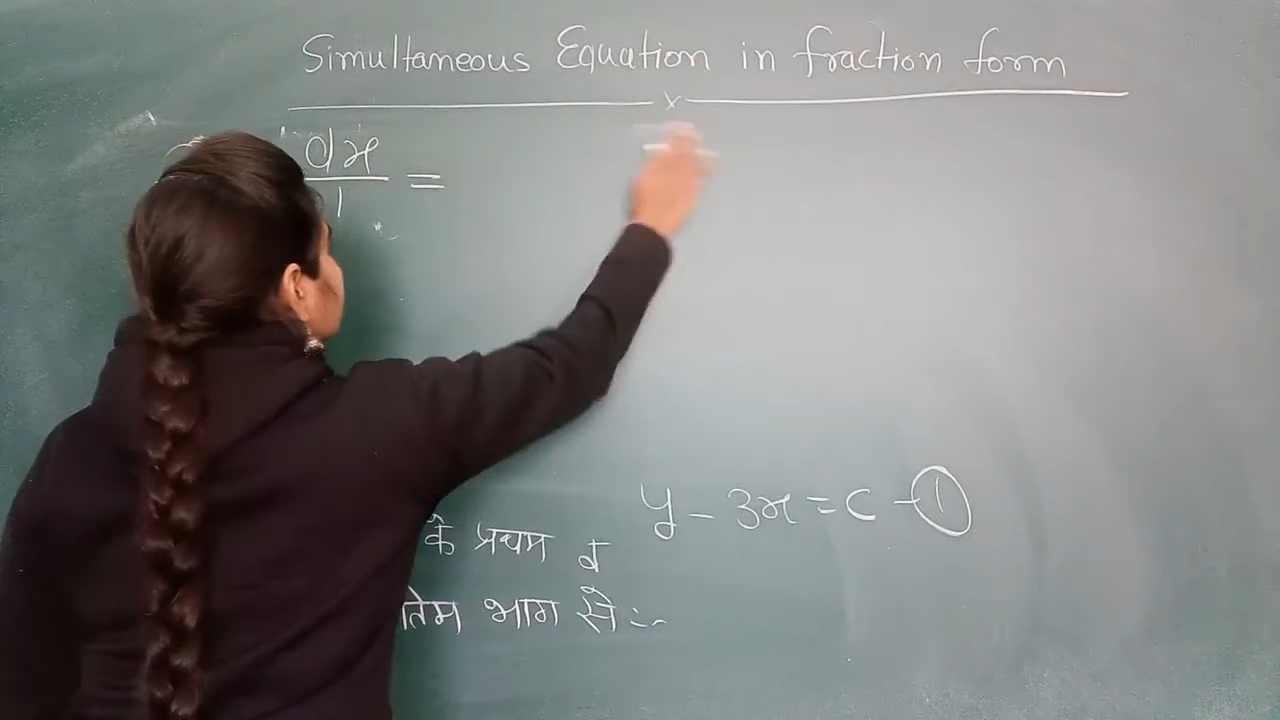 Simultaneous Equation in fraction form
x
dx
1
=
y - 3x = c - ①
के प्रथम व
तिम भाग से :-